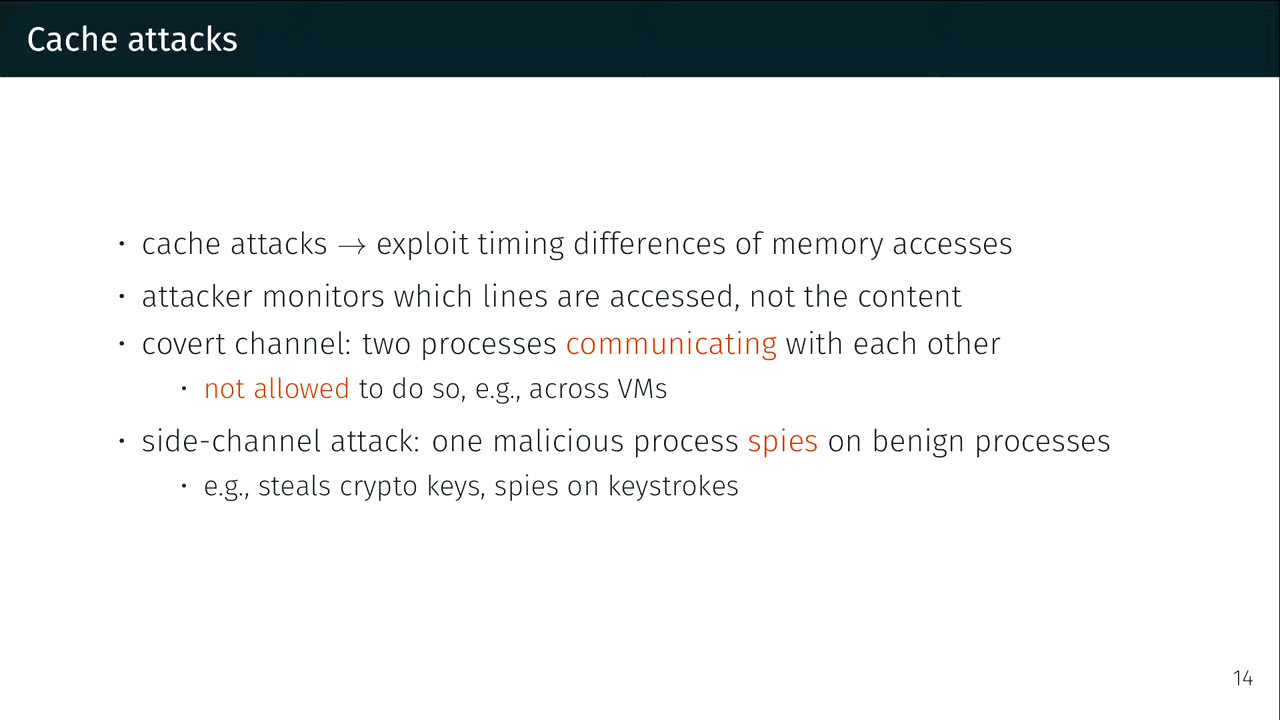 Cache attacks
• cache attacks → exploit timing differences of memory accesses
• attacker monitors which lines are accessed, not the content
• covert channel: two processes communicating with each other
• not allowed to do so, e.g., across VMs
• side-channel attack: one malicious process spies on benign processes
• e.g., steals crypto keys, spies on keystrokes
14